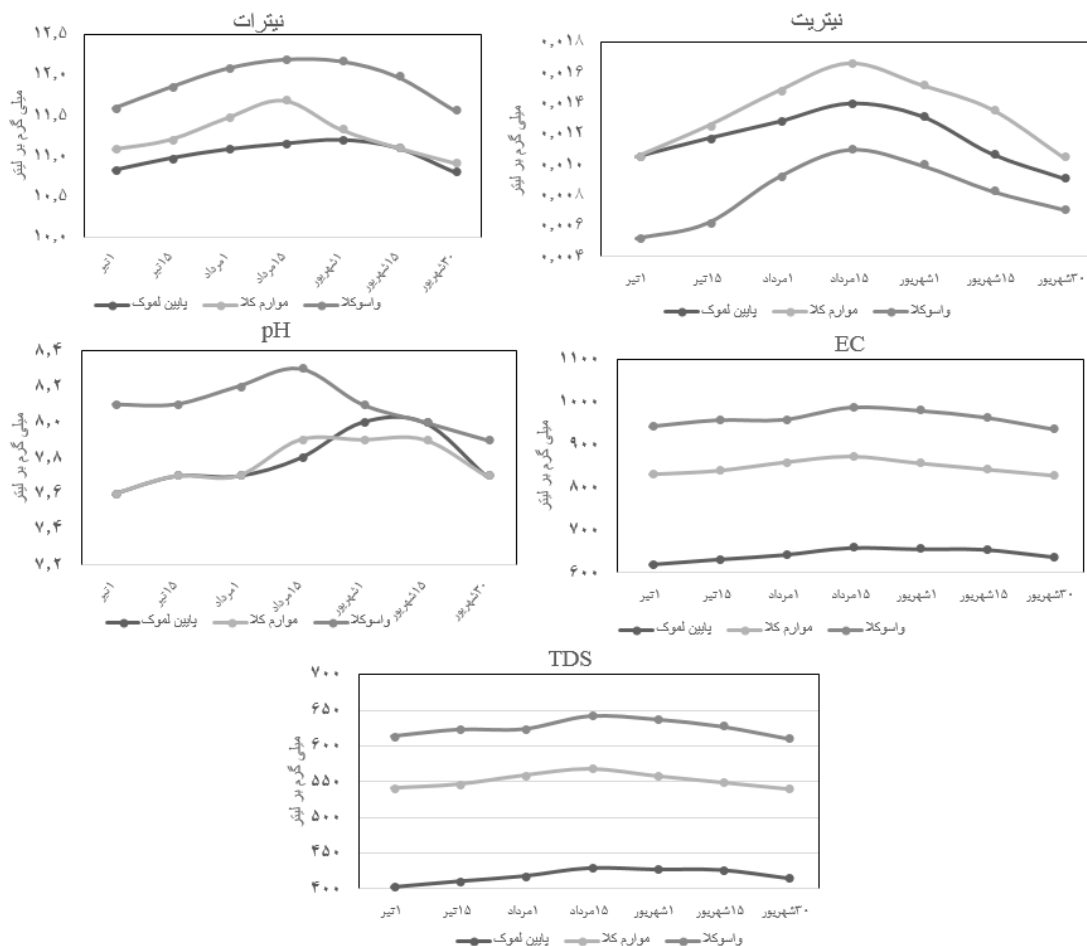 نیترات
۱۲,۵
۱۲,۰
۱۱,۵
۱۱,۰
۱۰,۵
۱۰,۰
میلی گرم بر لیتر
۱تیر
۱۵تیر
۱مرداد
۱۵مرداد
۱شهریور
۱۵شهریور
۳۰شهریور
پایین لموک
موارم کلا
واسوکلا
نیتریت
۰,۰۱۸
۰,۰۱۶
۰,۰۱۴
۰,۰۱۲
۰,۰۱۰
۰,۰۰۸
۰,۰۰۶
۰,۰۰۴
میلی گرم بر لیتر
۱تیر
۱۵تیر
۱مرداد
۱۵مرداد
۱شهریور
۱۵شهریور
۳۰شهریور
پایین لموک
موارم کلا
واسوکلا
pH
۸,۴
۸,۲
۸,۰
۷,۸
۷,۶
۷,۴
۷,۲
میلی گرم بر لیتر
۱تیر
۱۵تیر
۱مرداد
۱۵مرداد
۱شهریور
۱۵شهریور
۳۰شهریور
پایین لموک
موارم کلا
واسوکلا
EC
۱۱۰۰
۱۰۰۰
۹۰۰
۸۰۰
۷۰۰
۶۰۰
میلی گرم بر لیتر
۱تیر
۱۵تیر
۱مرداد
۱۵مرداد
۱شهریور
۱۵شهریور
۳۰شهریور
پایین لموک
موارم کلا
واسوکلا
TDS
۷۰۰
۶۵۰
۶۰۰
۵۵۰
۵۰۰
۴۵۰
۴۰۰
میلی گرم بر لیتر
۱تیر
۱۵تیر
۱مرداد
۱۵مرداد
۱شهریور
۱۵شهریور
۳۰شهریور
پایین لموک
موارم کلا
واسوکلا